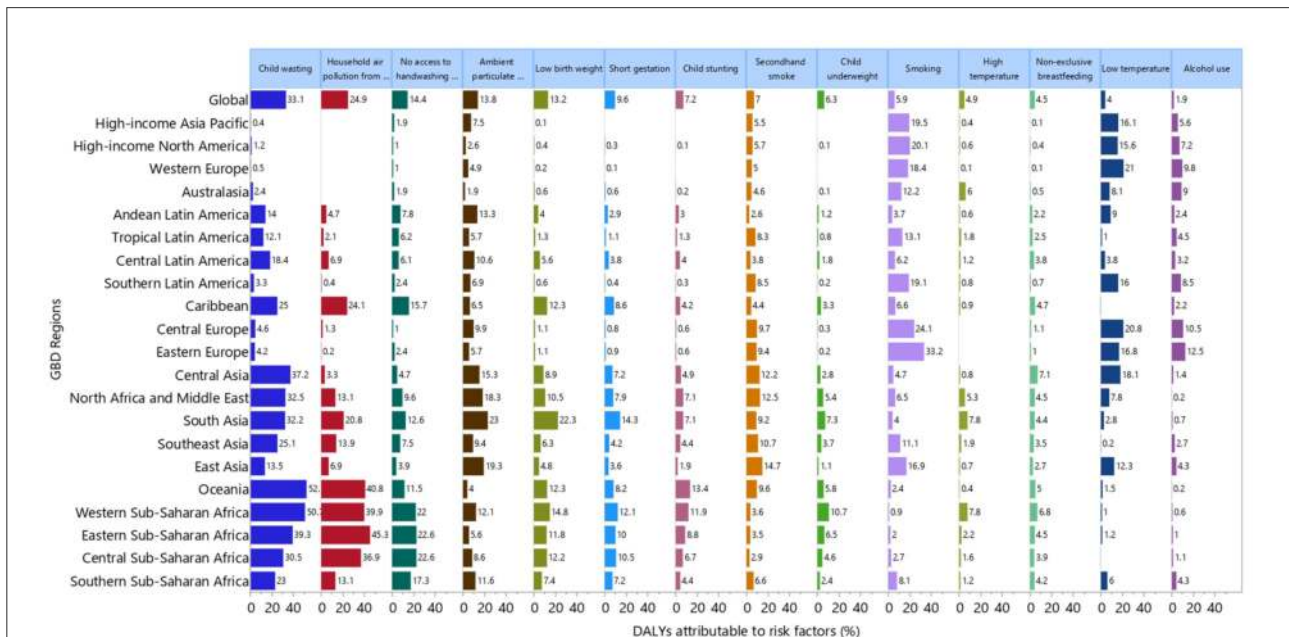 Child wasting
Household air
pollution from ...
No access to
handwashing ...
Ambient
particulate ...
Low birth weight
Short gestation
Child stunting
Secondhand
smoke
Child
underweight
Smoking
High
temperature
Non-exclusive
breastfeeding
Low temperature
Alcohol use
GBD Regions
Global 33.1 24.9 14.4 13.8 13.2 9.6 7.2 7 6.3 5.9 4.9 4.5 4 1.9
High-income Asia Pacific 0.4 1.9 7.5 0.1 5.5 19.5 0.4 0.1 16.1 5.6
High-income North America 1.2 1 2.6 0.4 0.3 0.1 5.7 0.1 20.1 0.6 0.4 15.6 7.2
Western Europe 0.5 1 4.9 0.2 0.1 5 18.4 0.1 0.1 21 9.8
Australasia 2.4 1.9 1.9 0.6 0.6 0.2 4.6 0.1 12.2 6 0.5 8.1 9
Andean Latin America 14 4.7 7.8 13.3 4 2.9 3 2.6 1.2 3.7 0.6 2.2 9 2.4
Tropical Latin America 12.1 2.1 6.2 5.7 1.3 1.1 1.3 8.3 0.8 13.1 1.8 2.5 1 4.5
Central Latin America 18.4 6.9 6.1 10.6 5.6 3.8 4 3.8 1.8 6.2 1.2 3.8 3.8 3.2
Southern Latin America 3.3 0.4 2.4 6.9 0.6 0.4 0.3 8.5 0.2 19.1 0.8 0.7 16 8.5
Caribbean 25 24.1 15.7 6.5 12.3 8.6 4.2 4.4 3.3 6.6 0.9 4.7 2.2
Central Europe 4.6 1.3 1 9.9 1.1 0.8 0.6 9.7 0.3 24.1 1.1 20.8 10.5
Eastern Europe 4.2 0.2 2.4 5.7 1.1 0.9 0.6 9.4 0.2 33.2 1 16.8 12.5
Central Asia 37.2 3.3 4.7 15.3 8.9 7.2 4.9 12.2 2.8 4.7 0.8 7.1 18.1 1.4
North Africa and Middle East 32.5 13.1 9.6 18.3 10.5 7.9 7.1 12.5 5.4 6.5 5.3 4.5 7.8 0.2
South Asia 32.2 20.8 12.6 23 22.3 14.3 7.1 9.2 7.3 4 7.8 4.4 2.8 0.7
Southeast Asia 25.1 13.9 7.5 9.4 6.3 4.2 4.4 10.7 3.7 11.1 1.9 3.5 0.2 2.7
East Asia 13.5 6.9 3.9 19.3 4.8 3.6 1.9 14.7 1.1 16.9 0.7 2.7 12.3 4.3
Oceania 52. 40.8 11.5 4 12.3 8.2 13.4 9.6 5.8 2.4 0.4 5 1.5 0.2
Western Sub-Saharan Africa 50. 39.9 22 12.1 14.8 12.1 11.9 3.6 10.7 0.9 7.8 6.8 1 0.6
Eastern Sub-Saharan Africa 39.3 45.3 22.6 5.6 11.8 10 8.8 3.5 6.5 2 2.2 4.5 1.2 1
Central Sub-Saharan Africa 30.5 36.9 22.6 8.6 12.2 10.5 6.7 2.9 4.6 2.7 1.6 3.9 1.1
Southern Sub-Saharan Africa 23 13.1 17.3 11.6 7.4 7.2 4.4 6.6 2.4 8.1 1.2 4.2 6 4.3
0 20 40 20 40 0 20 40 0 20 40 0 20 40 0 20 40 0 20 40 0 20 40 0 20 40 0 20 40 0 20 40 0 20 40 0 20 40 0 20 40
DALYs attributable to risk factors (%)